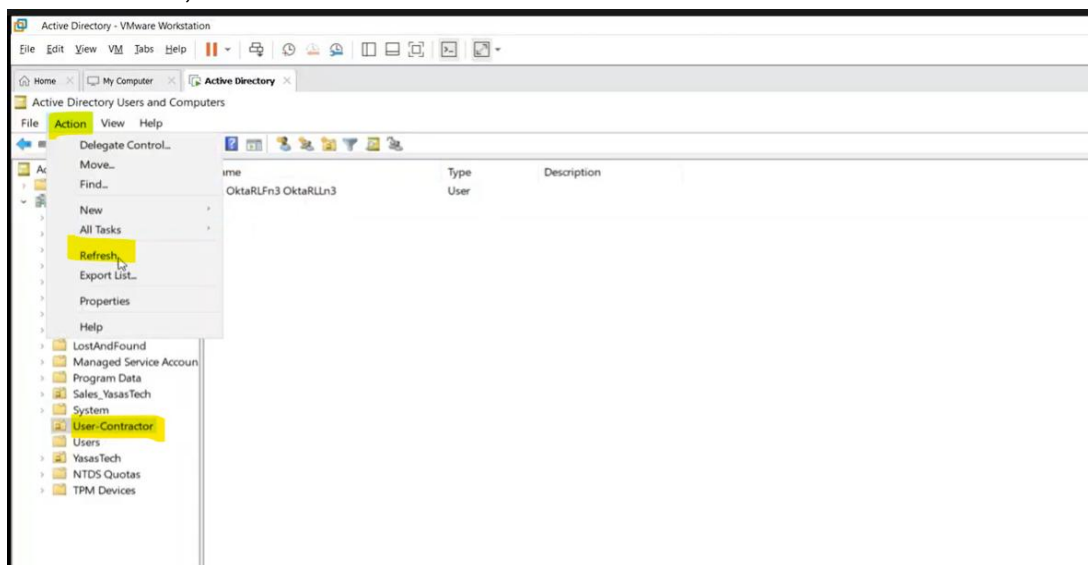 Active Directory - VMware Workstation
File Edit View VM Tabs Help
Home My Computer Active Directory
Active Directory Users and Computers
File Action View Help
Delegate Control...
Move...
Find...
New
All Tasks
Refresh
Export List...
Properties
Help
Type Description
OktaRLFn3 OktaRLLn3 User
LostAndFound
Managed Service Accoun
Program Data
Sales_YasasTech
System
User-Contractor
Users
YasasTech
NTDS Quotas
TPM Devices